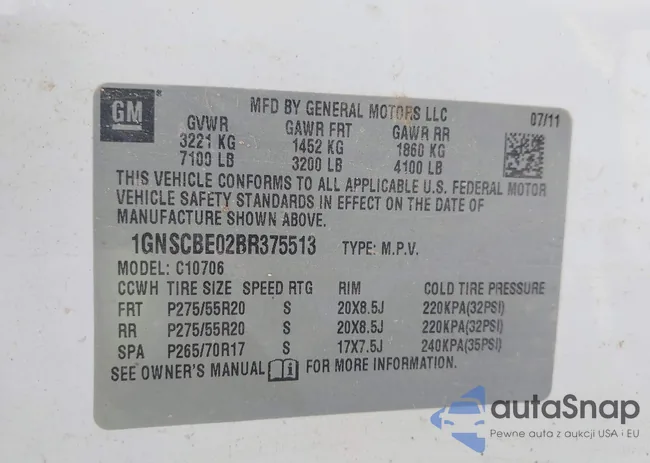 GM
MFD BY GENERAL MOTORS LLC 07/11
GVWR GAWR FRT GAWR RR
3221 KG 1452 KG 1860 KG
7100 LB 3200 LB 4100 LB
THIS VEHICLE CONFORMS TO ALL APPLICABLE U.S. FEDERAL MOTOR
VEHICLE SAFETY STANDARDS IN EFFECT ON THE DATE OF
MANUFACTURE SHOWN ABOVE.
1GNSCBE02BR375513 TYPE: M.P.V.
MODEL: C10706
CCWH TIRE SIZE SPEED RTG RIM COLD TIRE PRESSURE
FRT P275/55R20 S 20X8.5J 220KPA(32PSI)
RR P275/55R20 S 20X8.5J 220KPA(32PSI)
SPA P265/70R17 S 17X7.5J 240KPA(35PSI)
SEE OWNER'S MANUAL FOR MORE INFORMATION.
autaSnap
Pewne auta z aukcji USA i EU